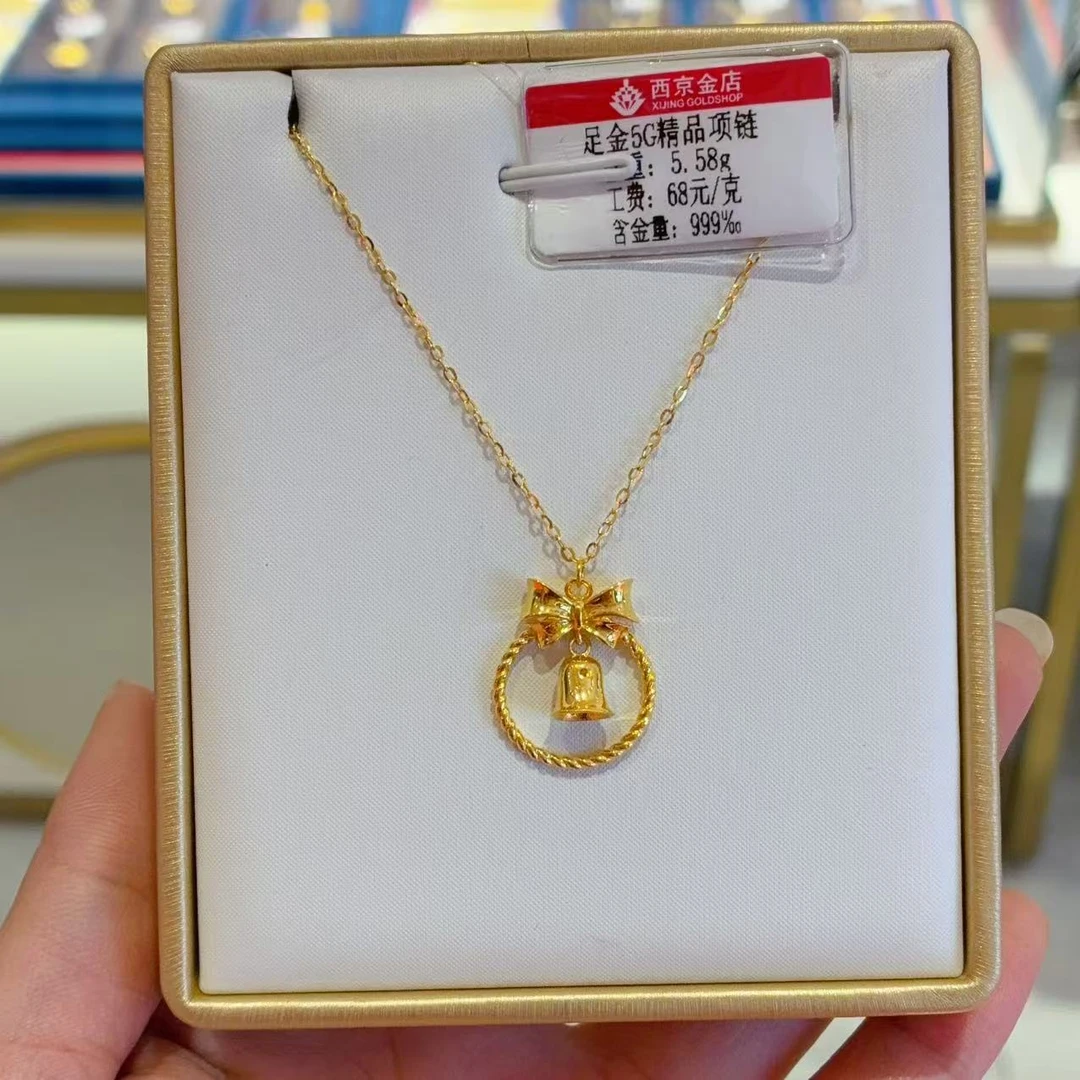 西京金店
XIJING GOLDSHOP
足金5G精品项链
重: 5.58g
工费: 68元/克
含金量: 999‰